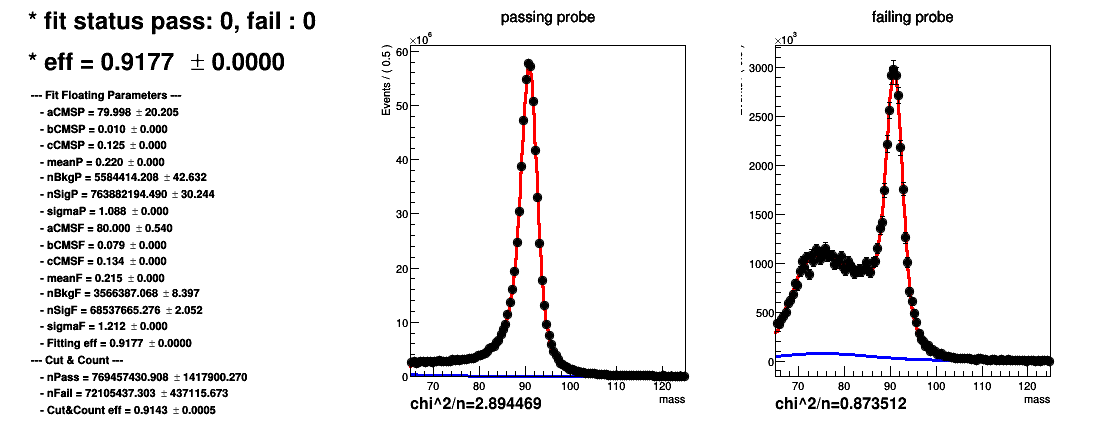 * fit status pass: 0, fail : 0
* eff = 0.9177 ± 0.0000
--- Fit Floating Parameters ---
- aCMSP = 79.998 ± 20.205
- bCMSP = 0.010 ± 0.000
- cCMSP = 0.125 ± 0.000
- meanP = 0.220 ± 0.000
- nBkgP = 5584414.208 ± 42.632
- nSigP = 763882194.490 ± 30.244
- sigmaP = 1.088 ± 0.000
- aCMSF = 80.000 ± 0.540
- bCMSF = 0.079 ± 0.000
- cCMSF = 0.134 ± 0.000
- meanF = 0.215 ± 0.000
- nBkgF = 3566387.068 ± 8.397
- nSigF = 68537665.276 ± 2.052
- sigmaF = 1.212 ± 0.000
- Fitting eff = 0.9177 ± 0.0000
--- Cut & Count ---
- nPass = 769457430.908 ± 1417900.270
- nFail = 72105437.303 ± 437115.673
- Cut&Count eff = 0.9143 ± 0.0005
passing probe
×10^6
Events / ( 0.5 )
60
50
40
30
20
10
0
70 80 90 100 110 120
mass
chi^2/n=2.894469
failing probe
×10^3
3000
2500
2000
1500
1000
500
0
70 80 90 100 110 120
mass
chi^2/n=0.873512